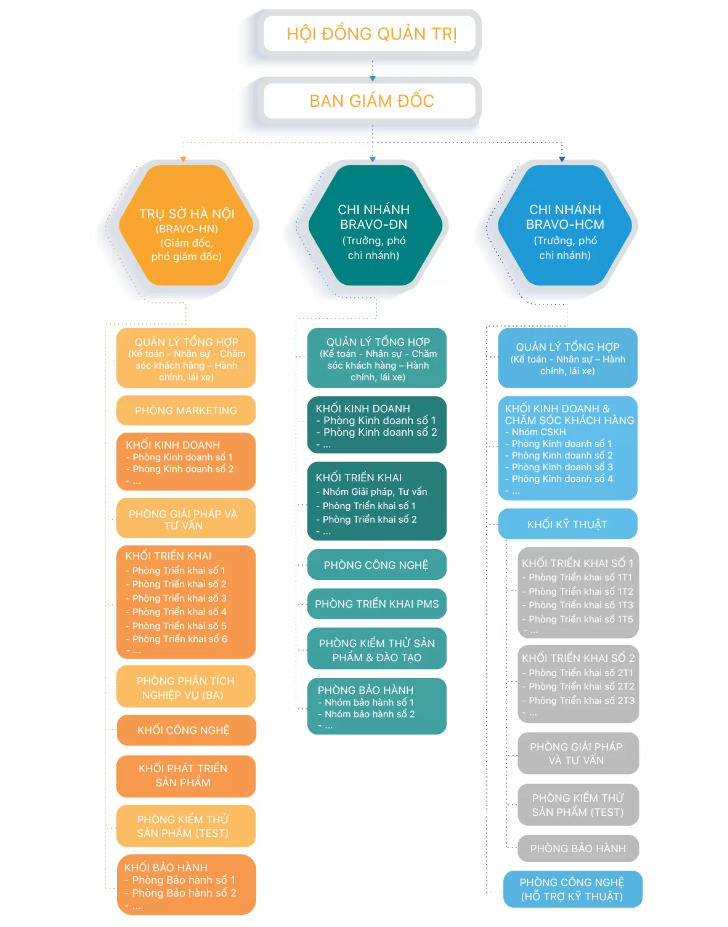 HỘI ĐỒNG QUẢN TRỊ
BAN GIÁM ĐỐC
TRỤ SỞ HÀ NỘI
(BRAVO-HN)
(Giám đốc,
phó giám đốc)
CHI NHÁNH
BRAVO-ĐN
(Trưởng, phó
chi nhánh)
CHI NHÁNH
BRAVO-HCM
(Trưởng, phó
chi nhánh)
QUẢN LÝ TỔNG HỢP
(Kế toán - Nhân sự - Chăm
sóc khách hàng – Hành
chính, lái xe)
PHÒNG MARKETING
KHỐI KINH DOANH
- Phòng Kinh doanh số 1
- Phòng Kinh doanh số 2
- ...
PHÒNG GIẢI PHÁP VÀ
TƯ VẤN
KHỐI TRIỂN KHAI
- Phòng Triển khai số 1
- Phòng Triển khai số 2
- Phòng Triển khai số 3
- Phòng Triển khai số 4
- Phòng Triển khai số 5
- Phòng Triển khai số 6
- ...
PHÒNG PHÂN TÍCH
NGHIỆP VỤ (BA)
KHỐI CÔNG NGHỆ
KHỐI PHÁT TRIỂN
SẢN PHẨM
PHÒNG KIỂM THỬ
SẢN PHẨM (TEST)
KHỐI BẢO HÀNH
- Phòng Bảo hành số 1
- Phòng Bảo hành số 2
- ...
QUẢN LÝ TỔNG HỢP
(Kế toán - Nhân sự - Chăm
sóc khách hàng – Hành
chính, lái xe)
KHỐI KINH DOANH
- Phòng Kinh doanh số 1
- Phòng Kinh doanh số 2
- ...
KHỐI TRIỂN KHAI
- Nhóm Giải pháp, Tư vấn
- Phòng Triển khai số 1
- Phòng Triển khai số 2
- ...
PHÒNG CÔNG NGHỆ
PHÒNG TRIỂN KHAI PMS
PHÒNG KIỂM THỬ SẢN
PHẨM & ĐÀO TẠO
PHÒNG BẢO HÀNH
- Nhóm bảo hành số 1
- Nhóm bảo hành số 2
- ...
QUẢN LÝ TỔNG HỢP
(Kế toán - Nhân sự – Hành
chính, lái xe)
KHỐI KINH DOANH &
CHĂM SÓC KHÁCH HÀNG
- Nhóm CSKH
- Phòng Kinh doanh số 1
- Phòng Kinh doanh số 2
- Phòng Kinh doanh số 3
- Phòng Kinh doanh số 4
- ...
KHỐI KỸ THUẬT
KHỐI TRIỂN KHAI SỐ 1
- Phòng Triển khai số 1T1
- Phòng Triển khai số 1T2
- Phòng Triển khai số 1T3
- Phòng Triển khai số 1T5
- ...
KHỐI TRIỂN KHAI SỐ 2
- Phòng Triển khai số 2T1
- Phòng Triển khai số 2T2
- Phòng Triển khai số 2T3
- ...
PHÒNG GIẢI PHÁP
VÀ TƯ VẤN
PHÒNG KIỂM THỬ
SẢN PHẨM (TEST)
PHÒNG BẢO HÀNH
PHÒNG CÔNG NGHỆ
(HỖ TRỢ KỸ THUẬT)